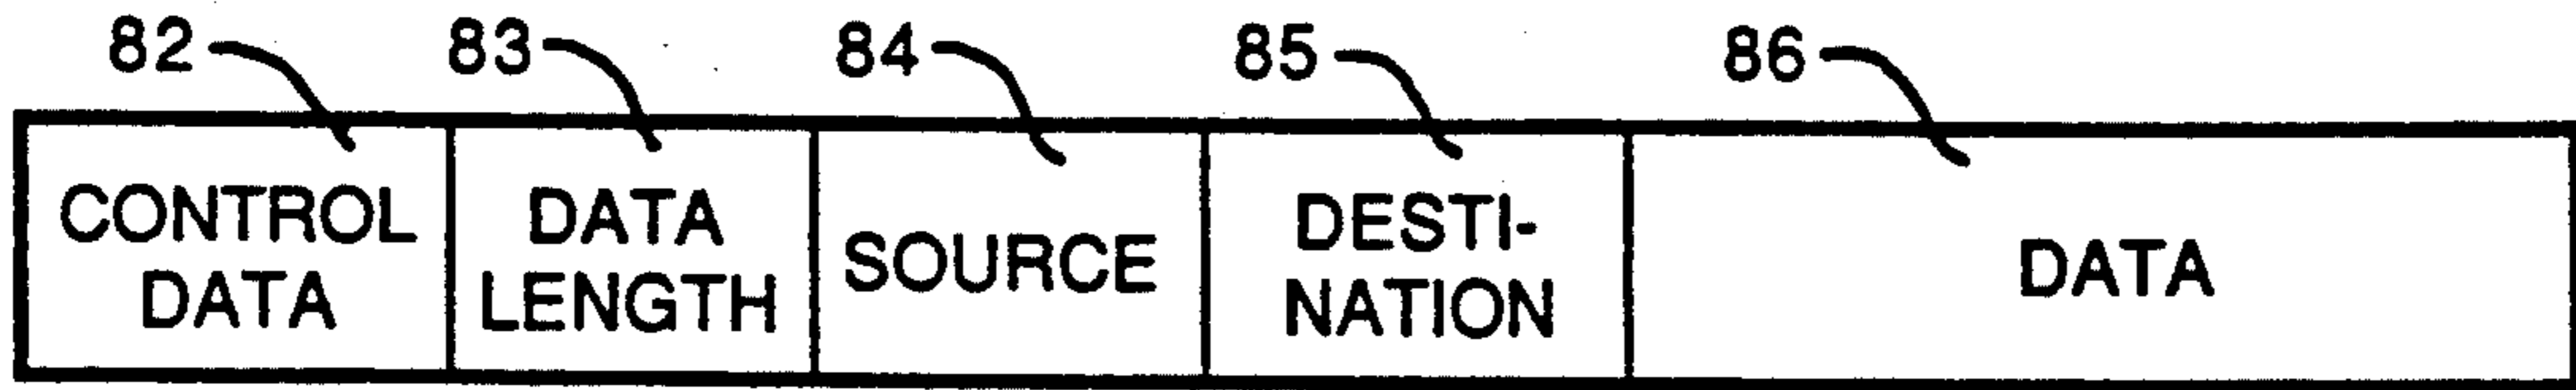 82 83 84 85 86
CONTROL
DATA
DATA
LENGTH
SOURCE
DESTI-
NATION
DATA